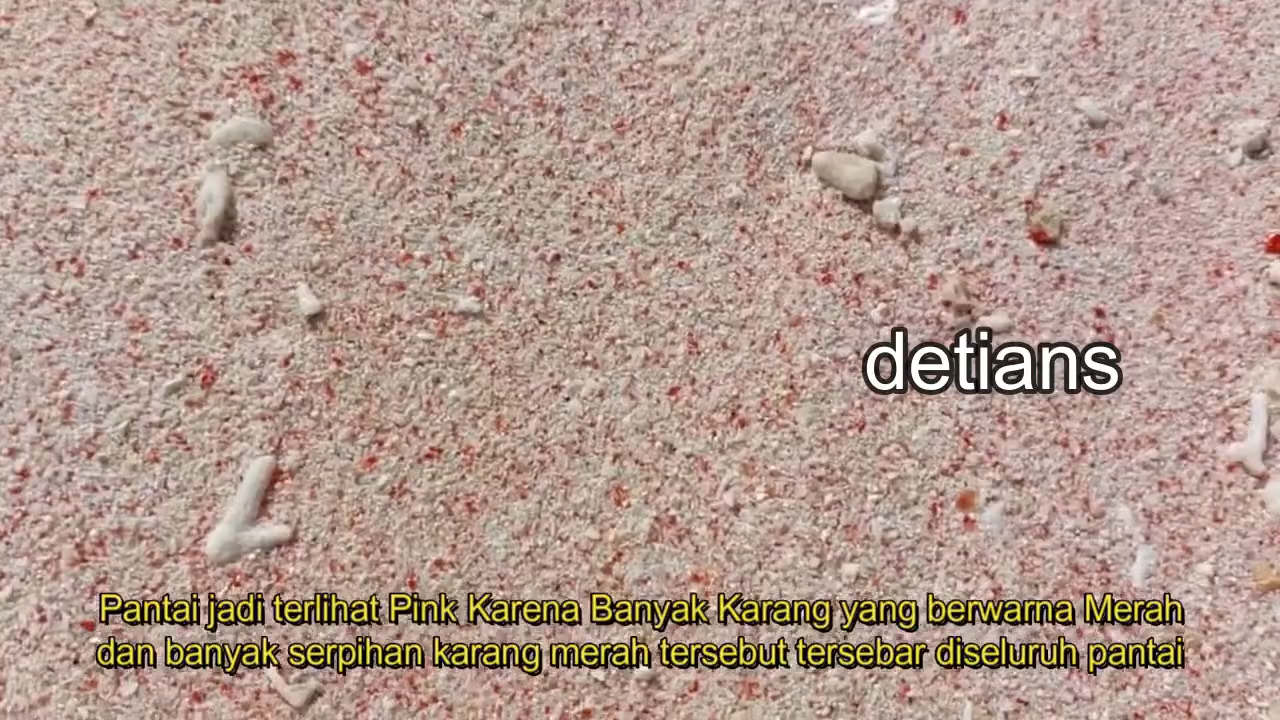 detians
Pantai jadi terlihat Pink Karena Banyak Karang yang berwarna Merah
dan banyak serpihan karang merah tersebut tersebar diseluruh pantai